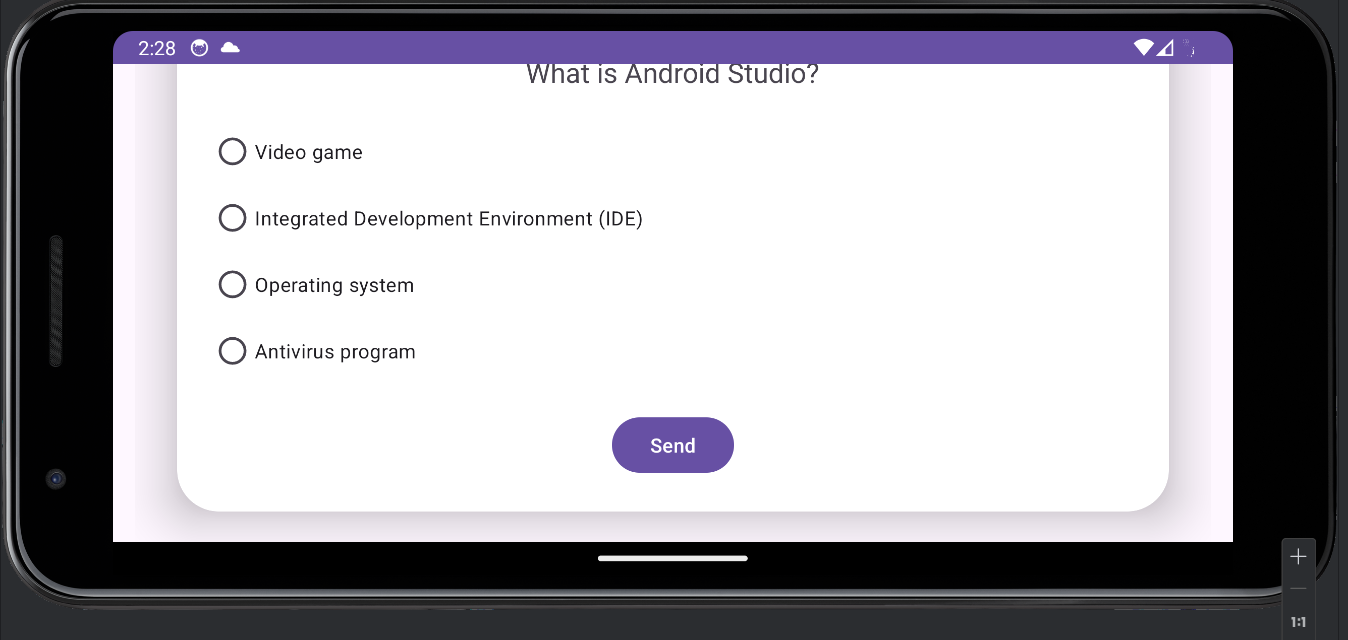 2:28
What is Android Studio?
Video game
Integrated Development Environment (IDE)
Operating system
Antivirus program
Send
1:1